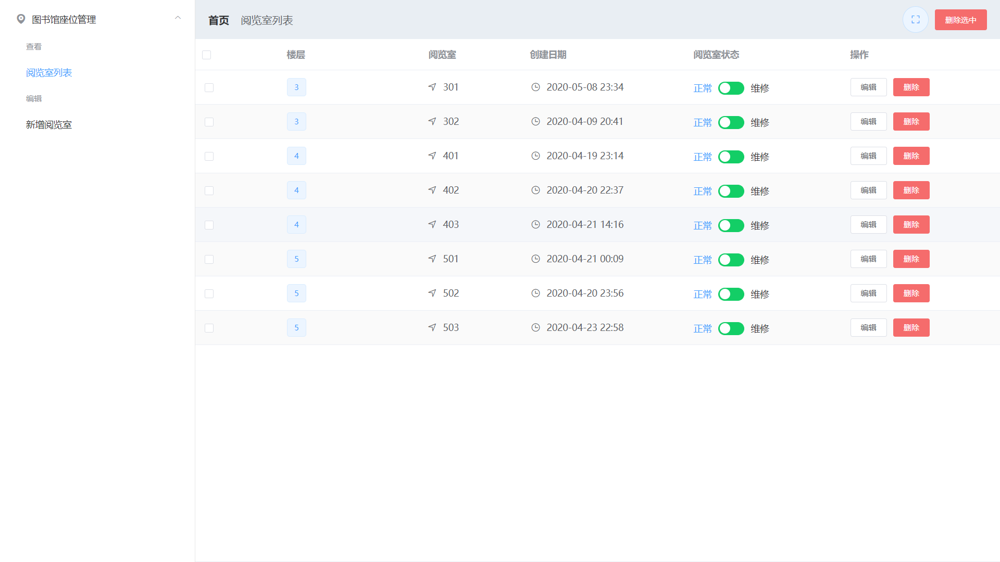 图书馆座位管理
查看
阅览室列表
编辑
新增阅览室
首页 阅览室列表 删除选中
楼层 阅览室 创建日期 阅览室状态 操作
3 301 2020-05-08 23:34 正常 维修 编辑 删除
3 302 2020-04-09 20:41 正常 维修 编辑 删除
4 401 2020-04-19 23:14 正常 维修 编辑 删除
4 402 2020-04-20 22:37 正常 维修 编辑 删除
4 403 2020-04-21 14:16 正常 维修 编辑 删除
5 501 2020-04-21 00:09 正常 维修 编辑 删除
5 502 2020-04-20 23:56 正常 维修 编辑 删除
5 503 2020-04-23 22:58 正常 维修 编辑 删除